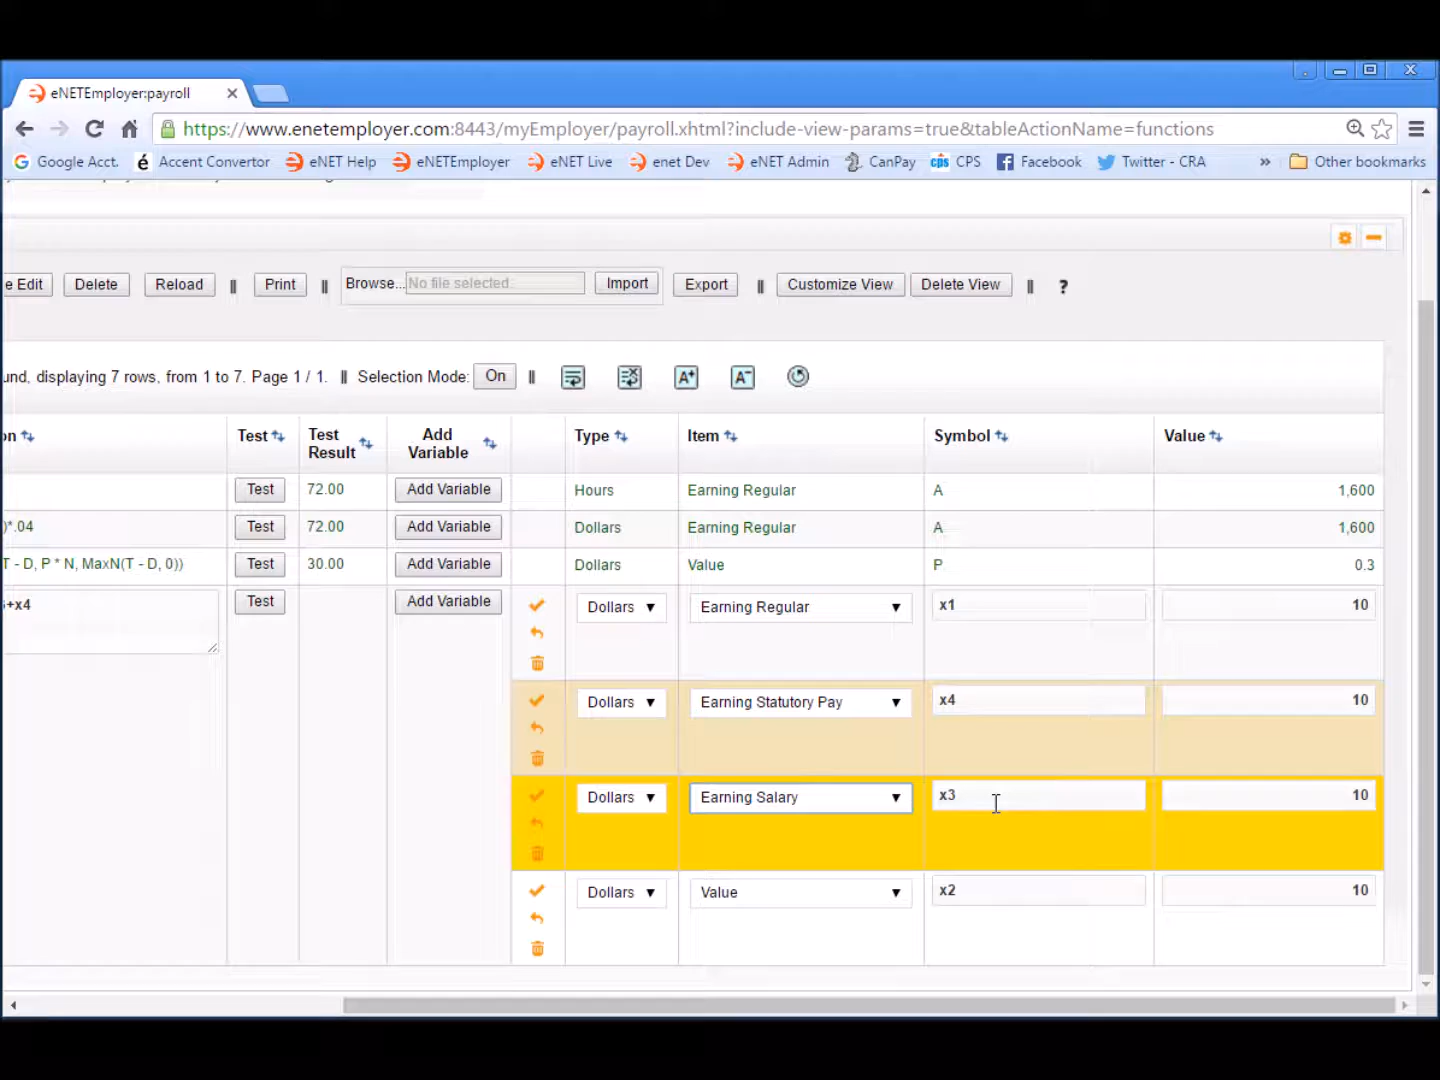 eNETEmployer:payroll
https://www.enetemployer.com:8443/myEmployer/payroll.xhtml?include-view-params=true&tableActionName=functions
Google Acct. Accent Convertor eNET Help eNETEmployer eNET Live enet Dev eNET Admin CanPay CPS Facebook Twitter - CRA » Other bookmarks
e Edit Delete Reload || Print || Browse... No file selected. Import Export || Customize View Delete View || ?
und, displaying 7 rows, from 1 to 7. Page 1 / 1. || Selection Mode: On || A+ A-
on Test Test Result Add Variable Type Item Symbol Value
Test 72.00 Add Variable Hours Earning Regular A 1,600
)*.04 Test 72.00 Add Variable Dollars Earning Regular A 1,600
T - D, P * N, MaxN(T - D, 0)) Test 30.00 Add Variable Dollars Value P 0.3
+x4 Test Add Variable Dollars Earning Regular x1 10
Dollars Earning Statutory Pay x4 10
Dollars Earning Salary x3 10
Dollars Value x2 10